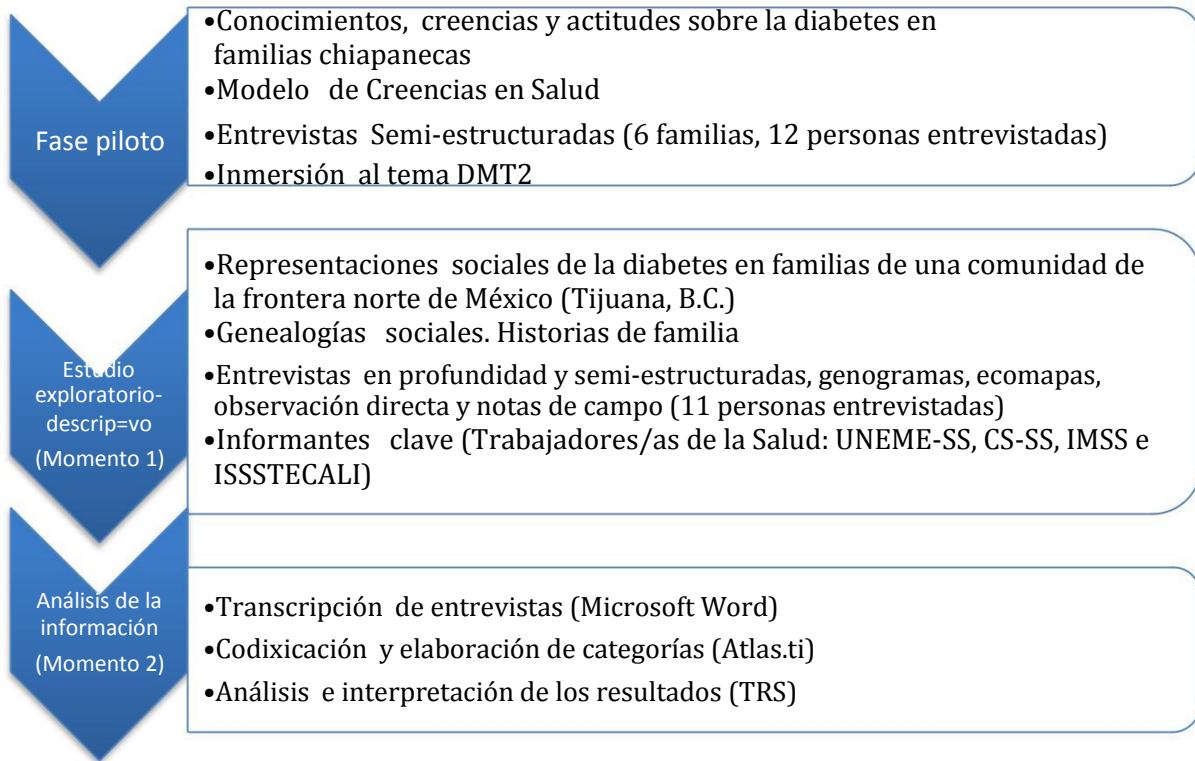 Fase piloto
•Conocimientos, creencias y actitudes sobre la diabetes en
familias chiapanecas
•Modelo de Creencias en Salud
•Entrevistas Semi-estructuradas (6 familias, 12 personas entrevistadas)
•Inmersión al tema DMT2
Estudio
exploratorio-
descrip=vo
(Momento 1)
•Representaciones sociales de la diabetes en familias de una comunidad de
la frontera norte de México (Tijuana, B.C.)
•Genealogías sociales. Historias de familia
•Entrevistas en profundidad y semi-estructuradas, genogramas, ecomapas,
observación directa y notas de campo (11 personas entrevistadas)
•Informantes clave (Trabajadores/as de la Salud: UNEME-SS, CS-SS, IMSS e
ISSSTECALI)
Análisis de la
información
(Momento 2)
•Transcripción de entrevistas (Microsoft Word)
•Codixicación y elaboración de categorías (Atlas.ti)
•Análisis e interpretación de los resultados (TRS)